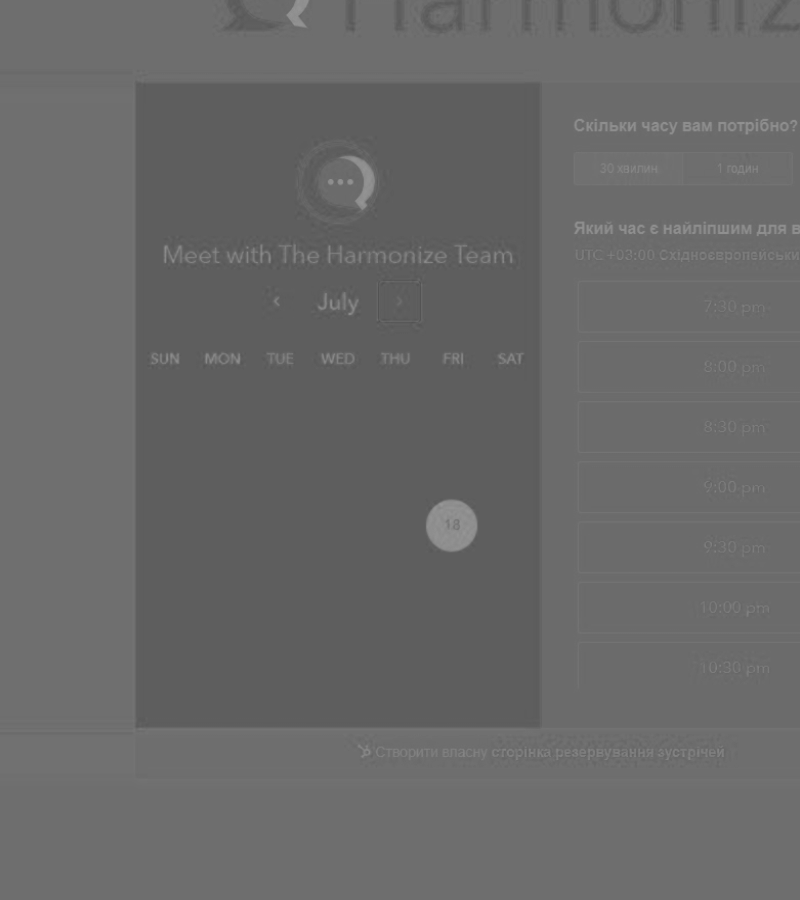 Harmoniz
Meet with The Harmonize Team
July
SUN MON TUE WED THU FRI SAT
18
Скільки часу вам потрібно?
30 хвилин 1 годин
Який час є найліпшим для в
UTC +03:00 Східноєвропейськи
7:30 pm
8:00 pm
8:30 pm
9:00 pm
9:30 pm
10:00 pm
10:30 pm
Створити власну сторінка резервування зустрічей